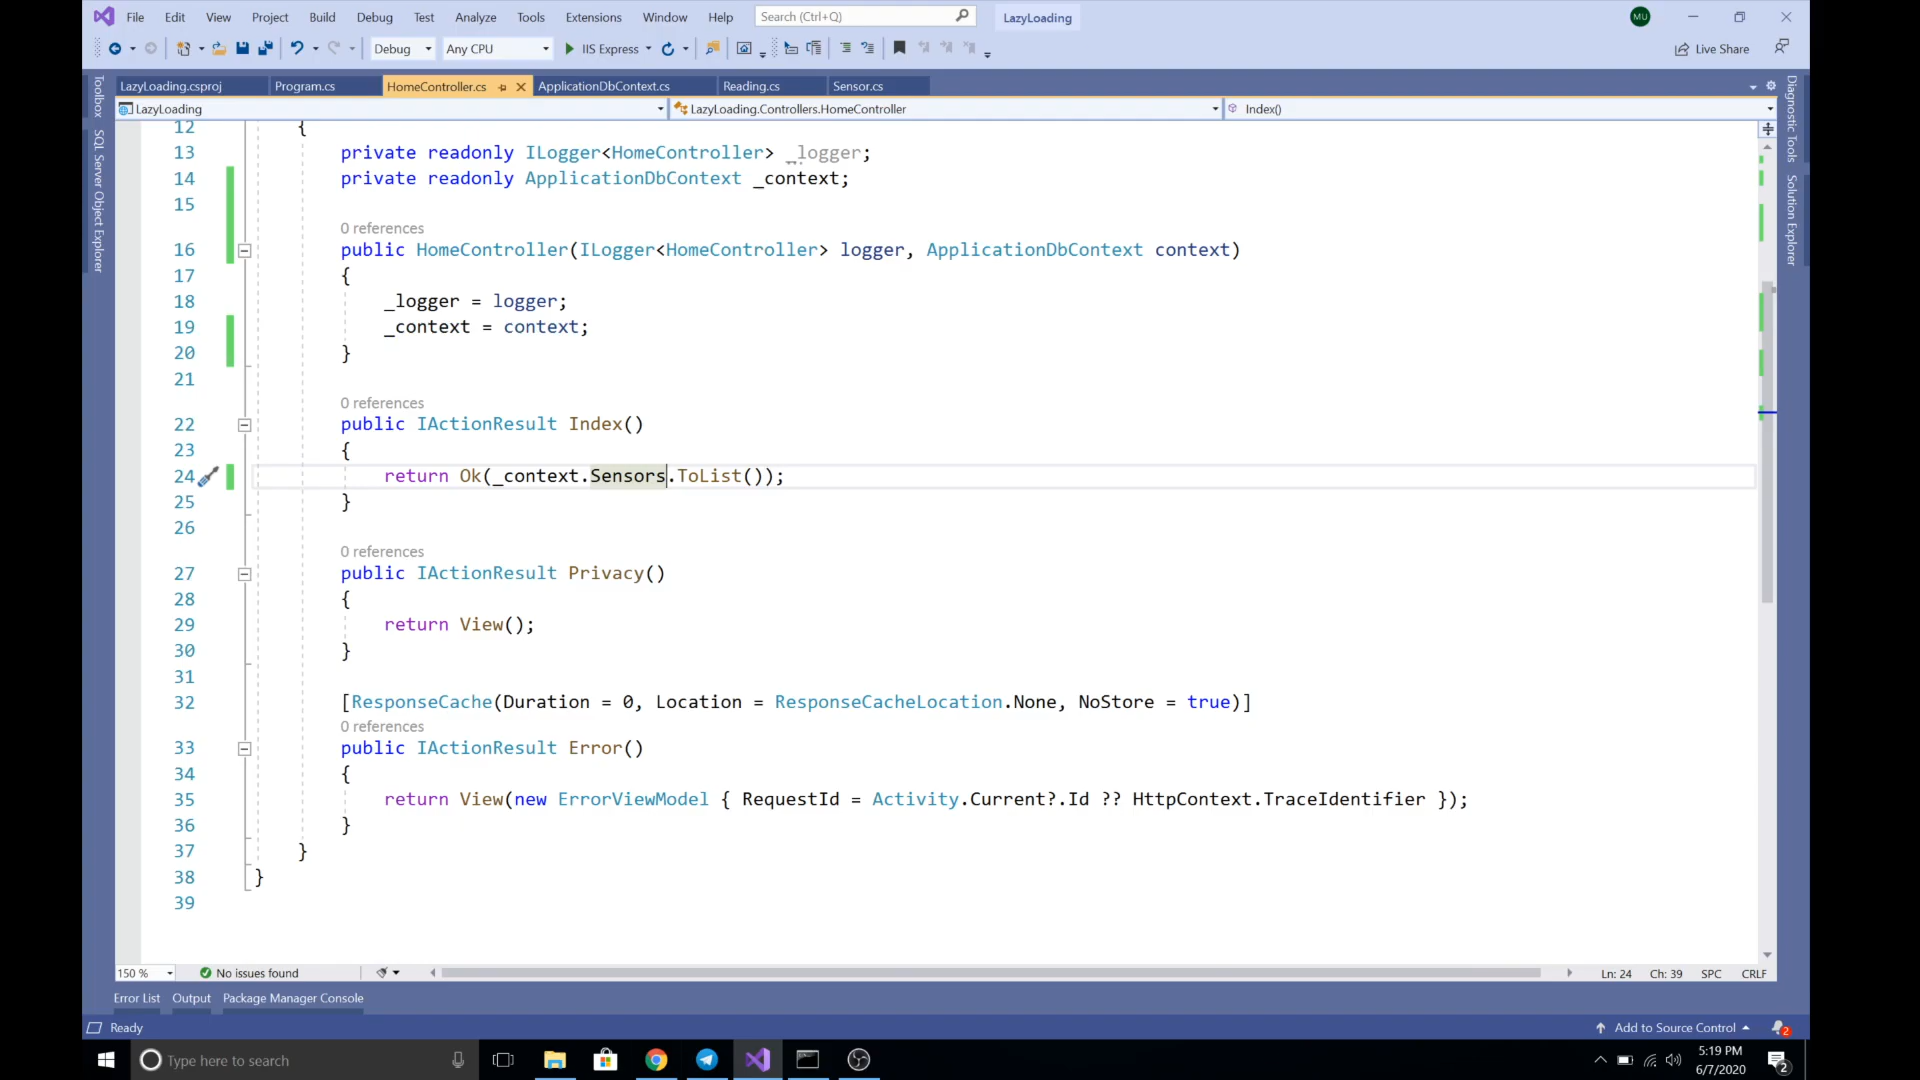 File Edit View Project Build Debug Test Analyze Tools Extensions Window Help Search (Ctrl+Q) LazyLoading MU
Debug Any CPU IIS Express Live Share
LazyLoading.csproj Program.cs HomeController.cs ApplicationDbContext.cs Reading.cs Sensor.cs
LazyLoading LazyLoading.Controllers.HomeController Index()
Toolbox
SQL Server Object Explorer
Diagnostic Tools
Solution Explorer
12 {
13 private readonly ILogger<HomeController> _logger;
14 private readonly ApplicationDbContext _context;
15
0 references
16 public HomeController(ILogger<HomeController> logger, ApplicationDbContext context)
17 {
18 _logger = logger;
19 _context = context;
20 }
21
0 references
22 public IActionResult Index()
23 {
24 return Ok(_context.Sensors.ToList());
25 }
26
0 references
27 public IActionResult Privacy()
28 {
29 return View();
30 }
31
32 [ResponseCache(Duration = 0, Location = ResponseCacheLocation.None, NoStore = true)]
0 references
33 public IActionResult Error()
34 {
35 return View(new ErrorViewModel { RequestId = Activity.Current?.Id ?? HttpContext.TraceIdentifier });
36 }
37 }
38 }
39
150 % No issues found Ln: 24 Ch: 39 SPC CRLF
Error List Output Package Manager Console
Ready Add to Source Control 2
Type here to search 5:19 PM
6/7/2020 2